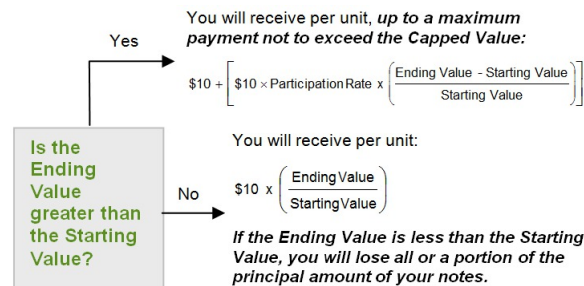 You will receive per unit, up to a maximum
payment not to exceed the Capped Value:
Yes
$10 + [ $10 × Participation Rate x ( Ending Value - Starting Value / Starting Value ) ]
Is the
Ending
Value
greater than
the Starting
Value?
You will receive per unit:
No
$10 x ( Ending Value / Starting Value )
If the Ending Value is less than the Starting
Value, you will lose all or a portion of the
principal amount of your notes.